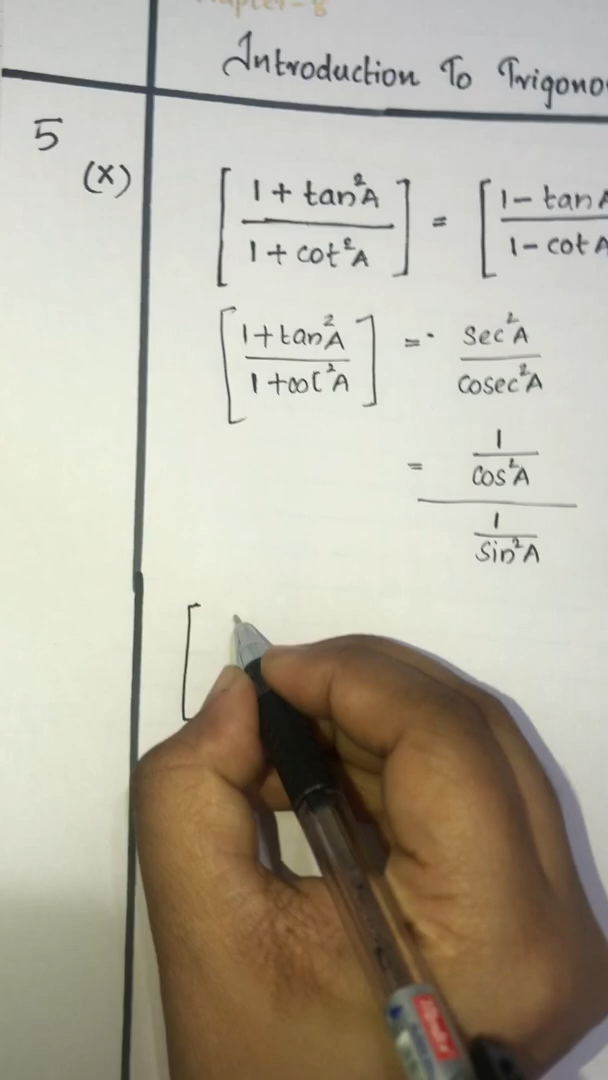 Introduction To Trigono
5
(x)
[1 + tan²A / 1 + cot²A] = [1 - tan A / 1 - cot A
[1+tan²A / 1+cot²A] = sec²A / cosec²A
= 1/cos²A / 1/sin²A
[